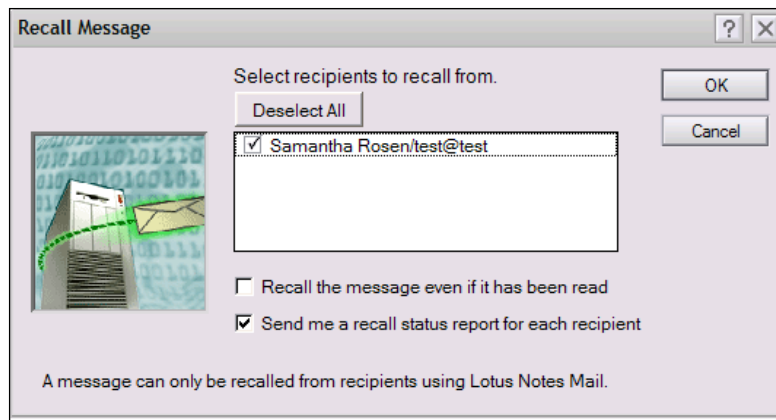 Recall Message
Select recipients to recall from.
Deselect All
OK
Cancel
Samantha Rosen/test@test
Recall the message even if it has been read
Send me a recall status report for each recipient
A message can only be recalled from recipients using Lotus Notes Mail.